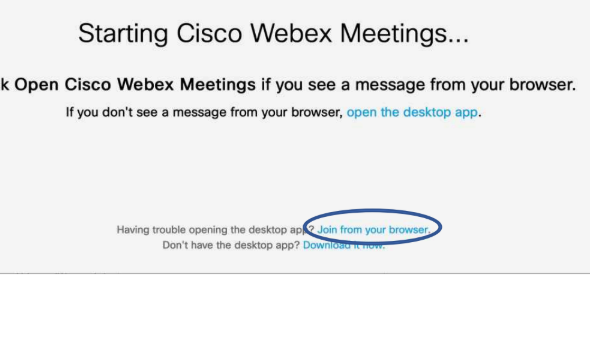 Starting Cisco Webex Meetings...
k Open Cisco Webex Meetings if you see a message from your browser.
If you don't see a message from your browser, open the desktop app.
Having trouble opening the desktop app? Join from your browser.
Don't have the desktop app? Download it now.